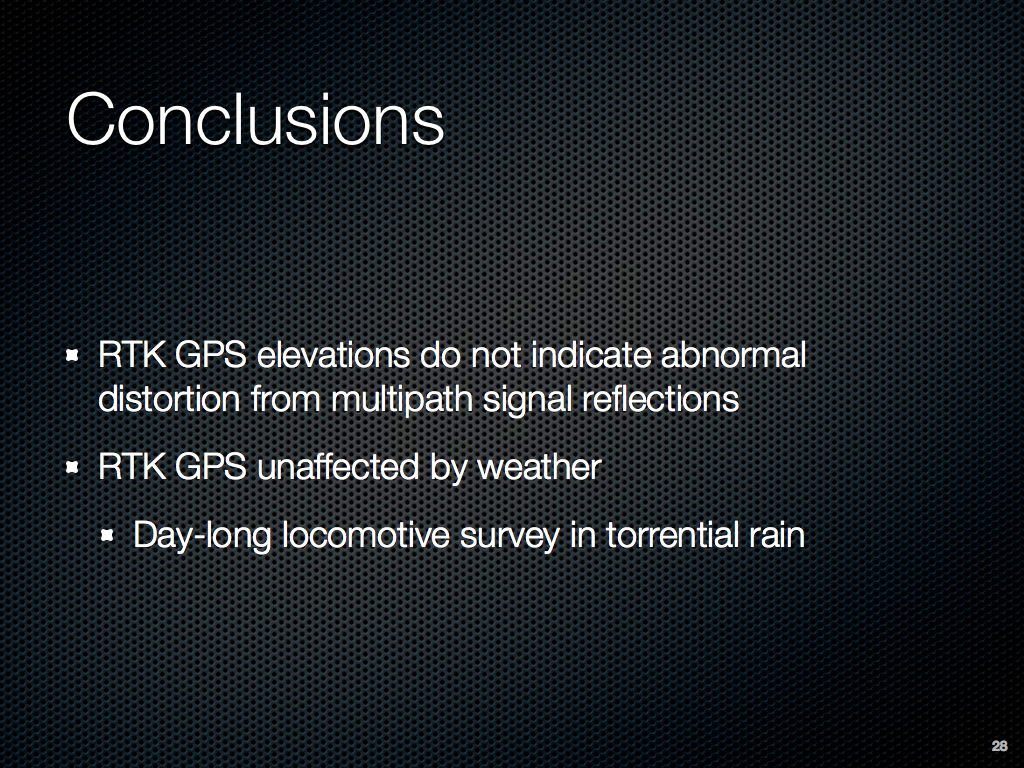 Conclusions
RTK GPS elevations do not indicate abnormal
distortion from multipath signal reflections
RTK GPS unaffected by weather
Day-long locomotive survey in torrential rain
28